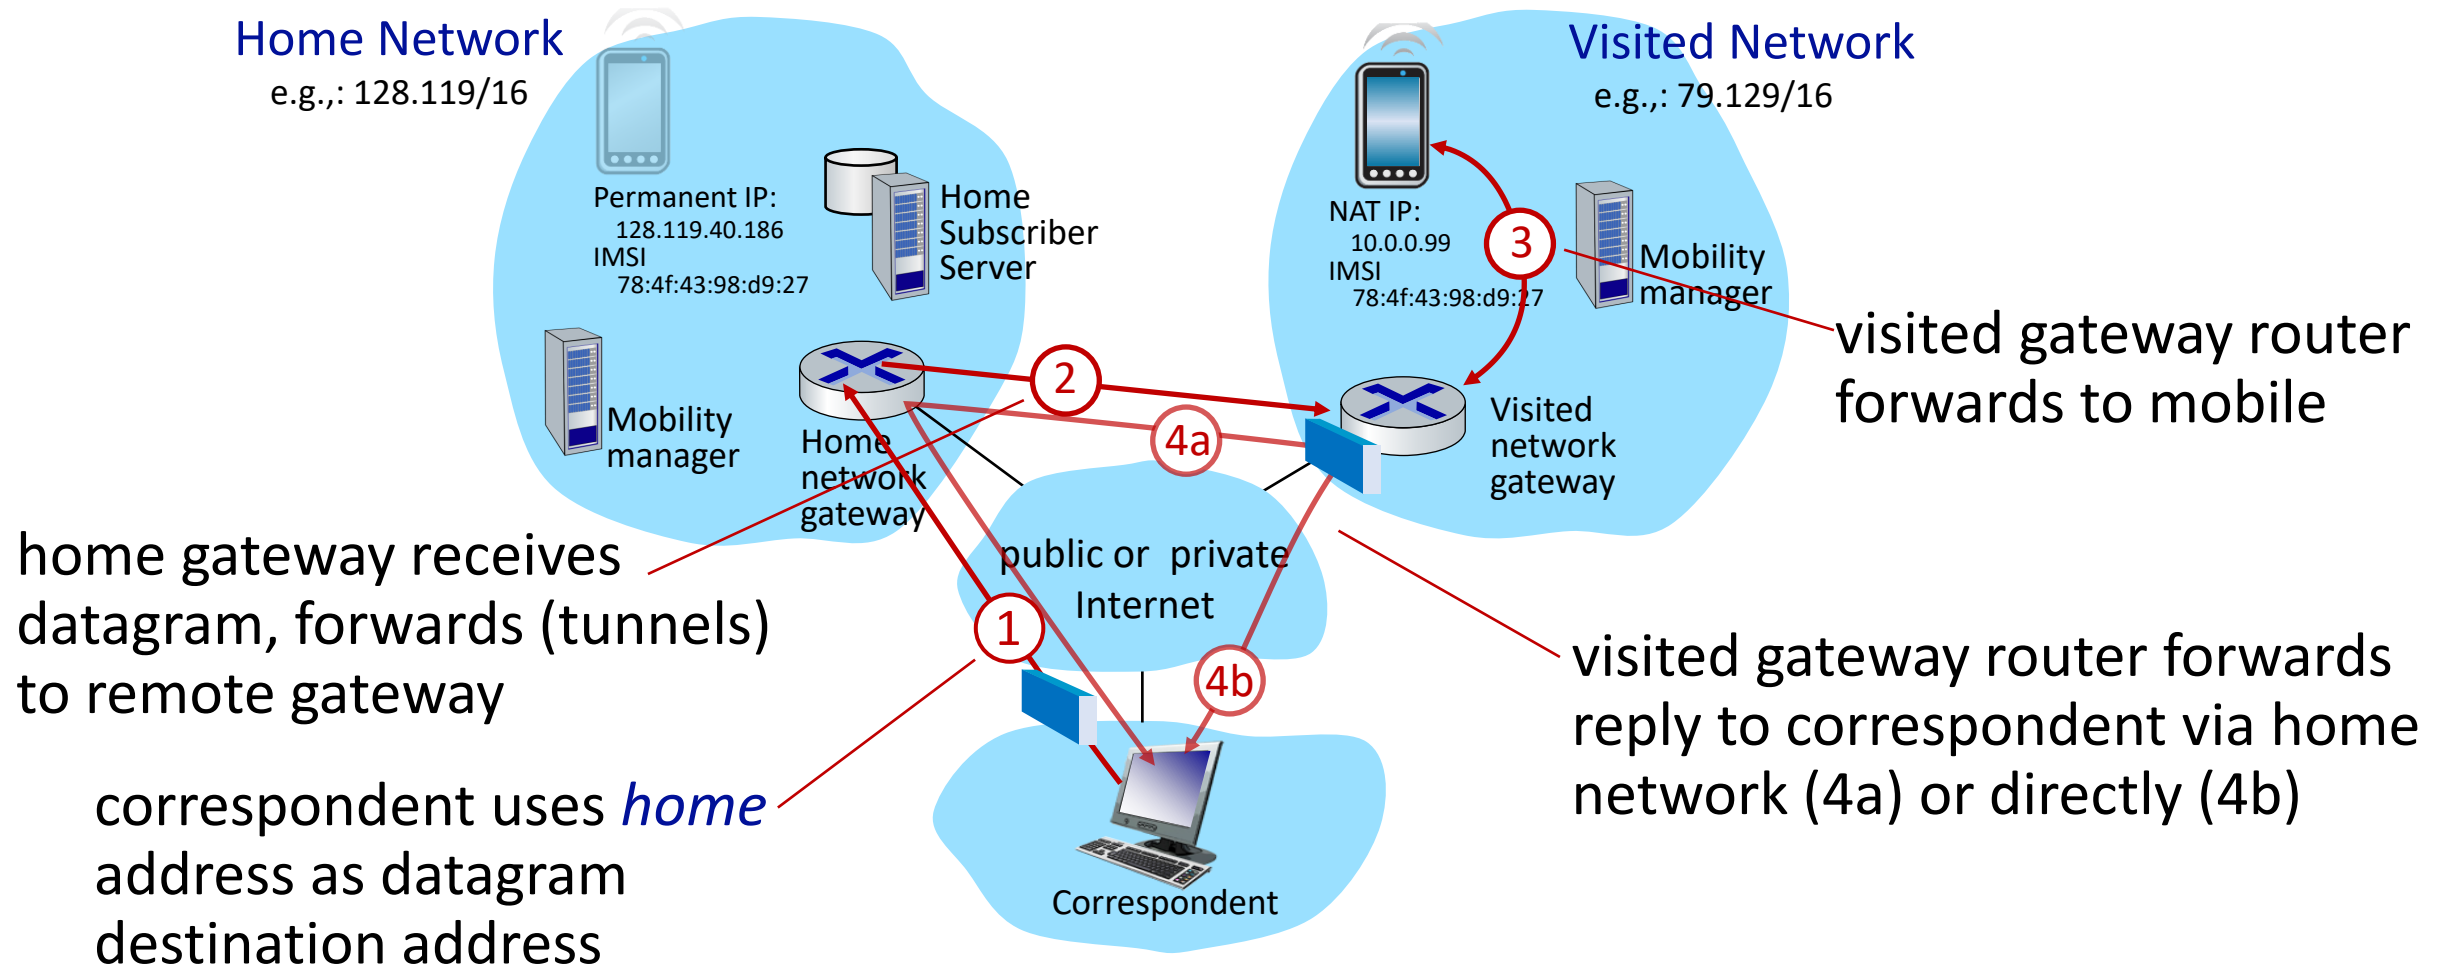 Home Network
e.g.,: 128.119/16
Visited Network
e.g.,: 79.129/16
Permanent IP:
128.119.40.186
IMSI
78:4f:43:98:d9:27
Home
Subscriber
Server
NAT IP:
10.0.0.99
IMSI
78:4f:43:98:d9:27
3
Mobility
manager
visited gateway router
forwards to mobile
Mobility
manager
Home
network
gateway
2
4a
Visited
network
gateway
home gateway receives
datagram, forwards (tunnels)
to remote gateway
public or private
Internet
1
4b
visited gateway router forwards
reply to correspondent via home
network (4a) or directly (4b)
correspondent uses home
address as datagram
destination address
Correspondent